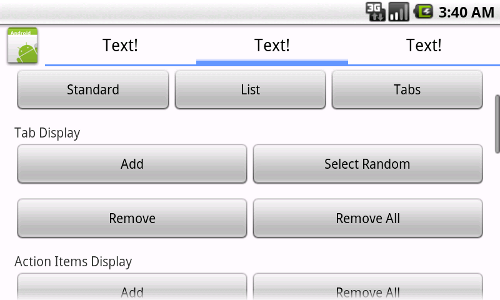 3G 3:40 AM
Android
Text! Text! Text!
Standard List Tabs
Tab Display
Add Select Random
Remove Remove All
Action Items Display
Add Remove All